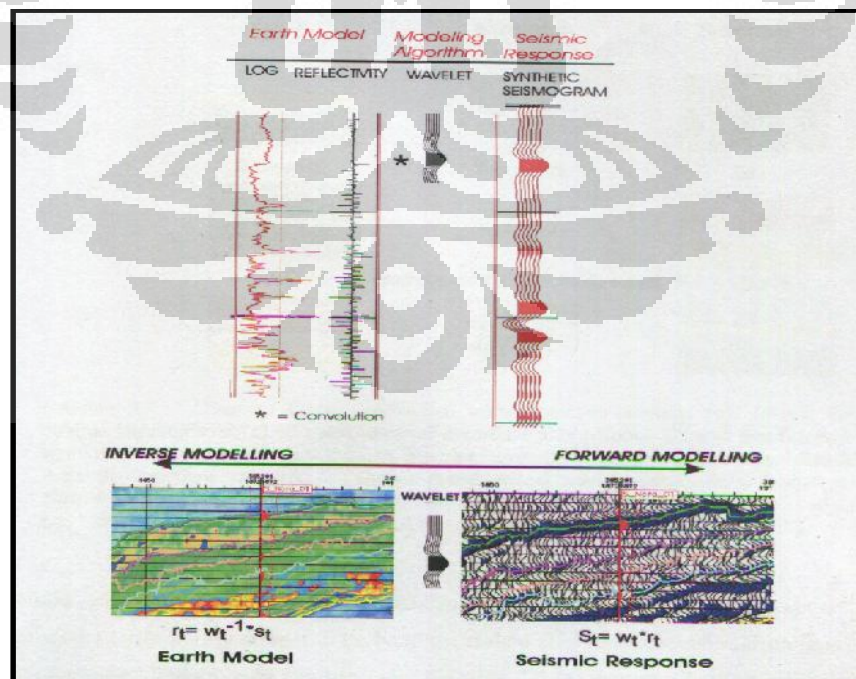 Earth Model
Modeling Algorithm
Seismic Response
LOG
REFLECTIVITY
WAVELET
SYNTHETIC SEISMOGRAM
*
* = Convolution
INVERSE MODELLING
FORWARD MODELLING
WAVELET
rt= wt-1*st
Earth Model
St= wt*rt
Seismic Response